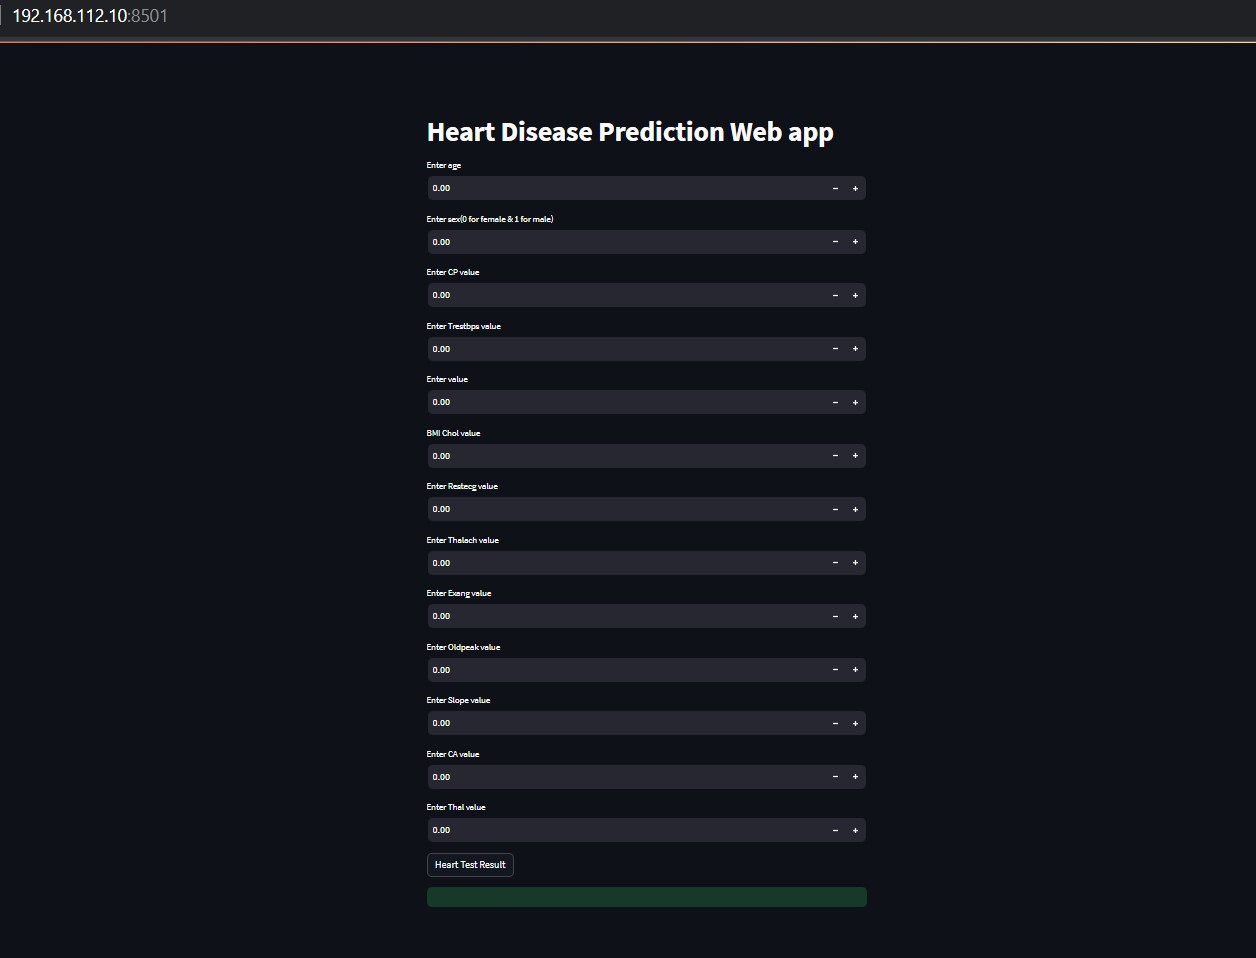 192.168.112.10:8501
Heart Disease Prediction Web app
Enter age
0.00 − +
Enter sex(0 for female & 1 for male)
0.00 − +
Enter CP value
0.00 − +
Enter Trestbps value
0.00 − +
Enter value
0.00 − +
BMI Chol value
0.00 − +
Enter Restecg value
0.00 − +
Enter Thalach value
0.00 − +
Enter Exang value
0.00 − +
Enter Oldpeak value
0.00 − +
Enter Slope value
0.00 − +
Enter CA value
0.00 − +
Enter Thal value
0.00 − +
Heart Test Result